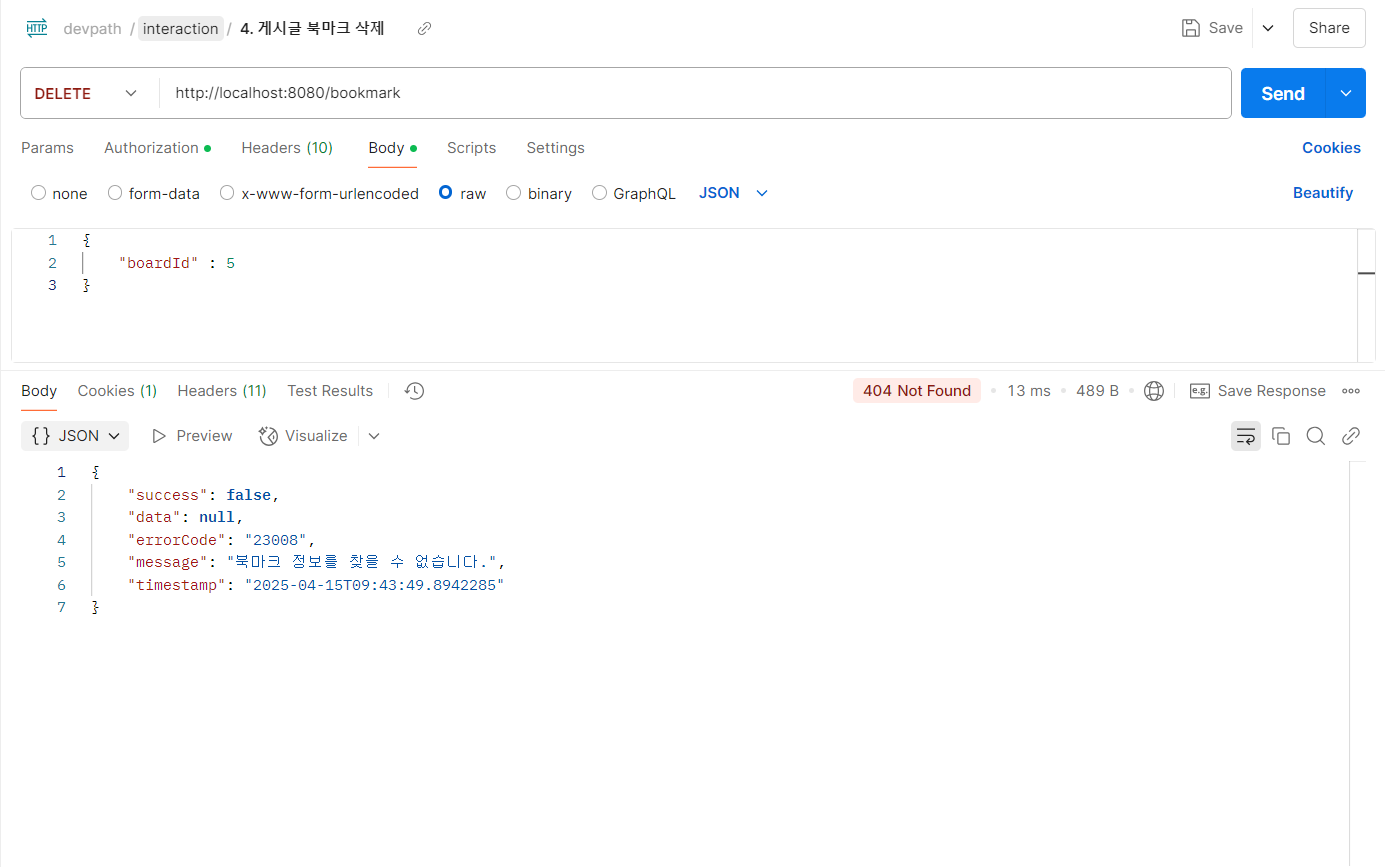 HTTP devpath / interaction / 4. 게시글 북마크 삭제 Save Share
DELETE http://localhost:8080/bookmark Send
Params Authorization Headers (10) Body Scripts Settings Cookies
none form-data x-www-form-urlencoded raw binary GraphQL JSON Beautify
1 {
2 "boardId" : 5
3 }
Body Cookies (1) Headers (11) Test Results 404 Not Found 13 ms 489 B e.g. Save Response
{} JSON Preview Visualize
1 {
2 "success": false,
3 "data": null,
4 "errorCode": "23008",
5 "message": "북마크 정보를 찾을 수 없습니다.",
6 "timestamp": "2025-04-15T09:43:49.8942285"
7 }